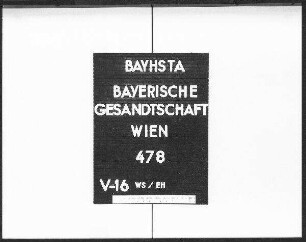 BAYHSTA
BAYERISCHE
GESANDTSCHAFT
WIEN
478
V-16 WS / EH